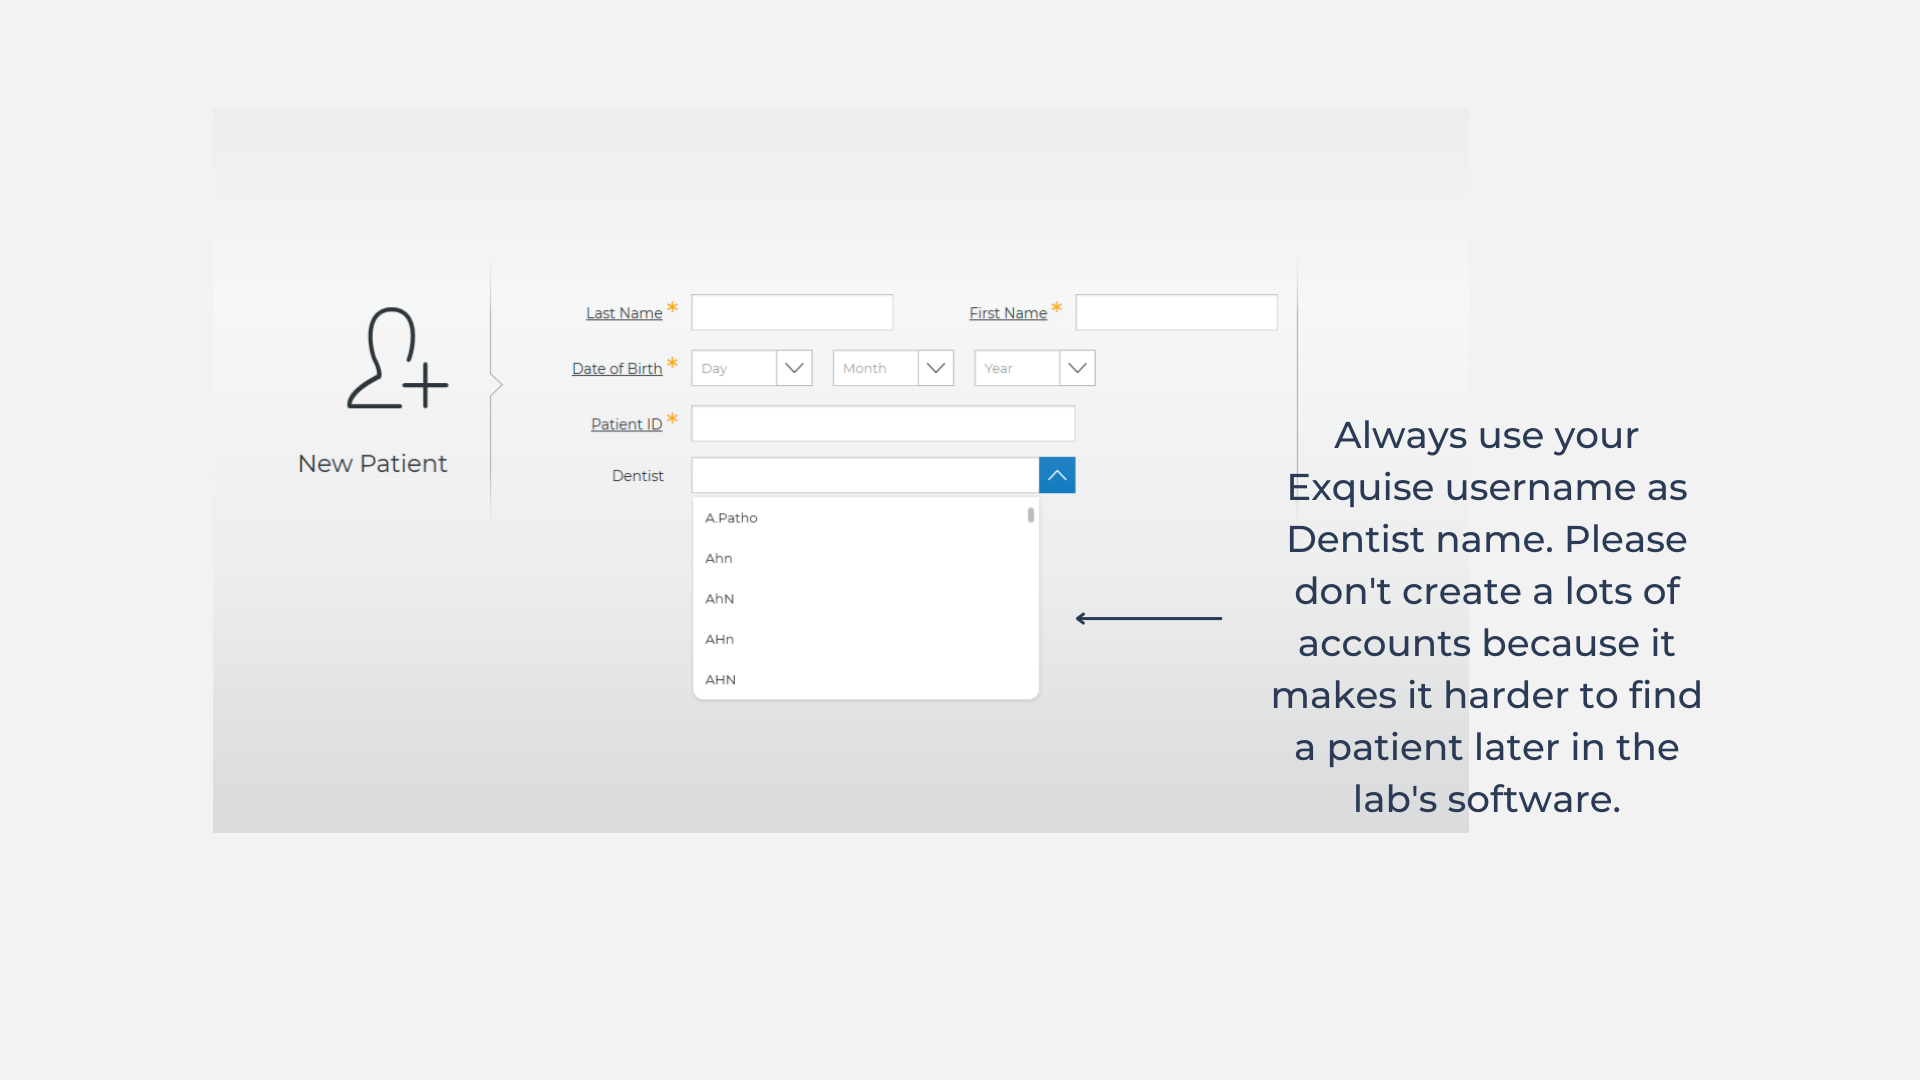 Last Name *
First Name *
Date of Birth *
Day
Month
Year
Patient ID *
New Patient
Dentist
A.Patho
Ahn
AhN
AHn
AHN
Always use your
Exquise username as
Dentist name. Please
don't create a lots of
accounts because it
makes it harder to find
a patient later in the
lab's software.